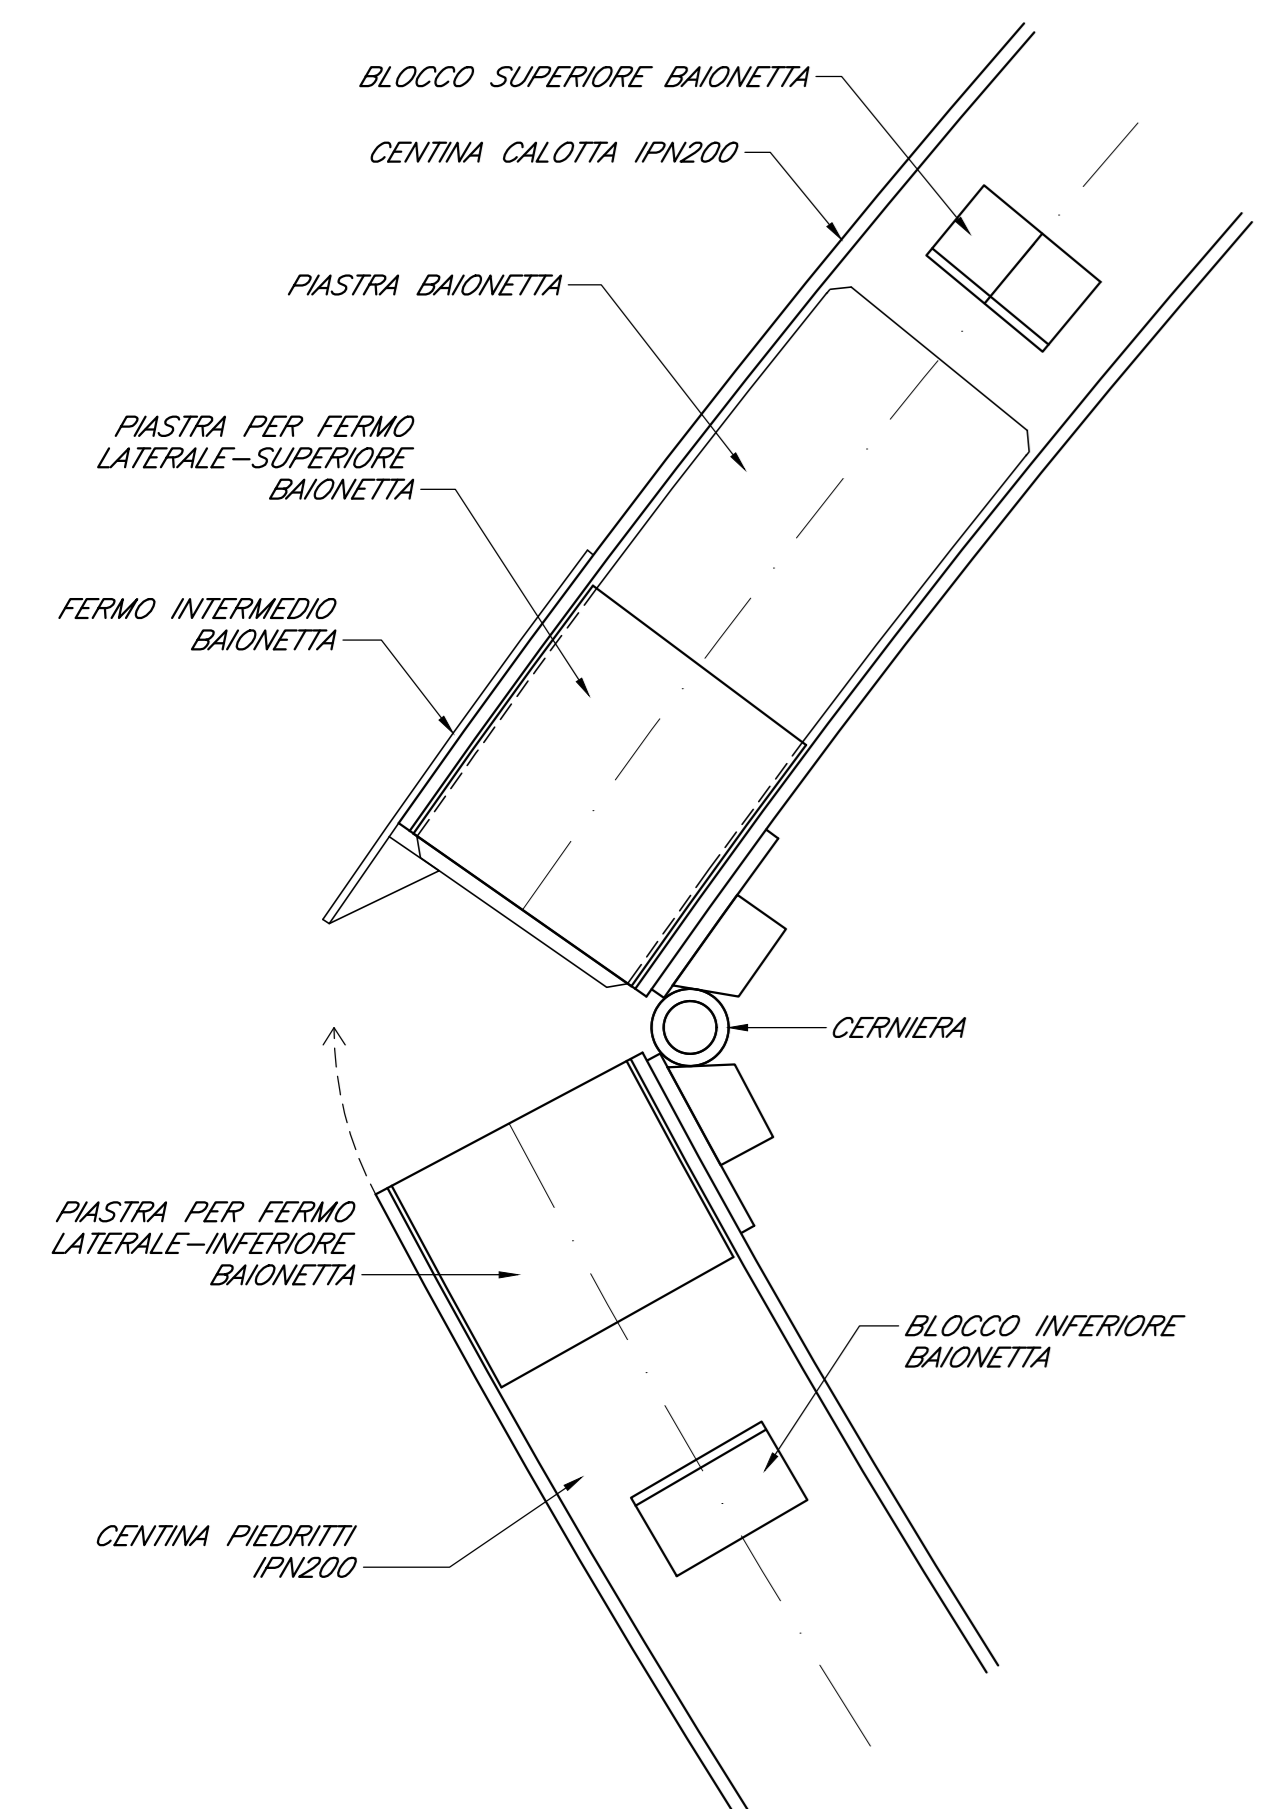 BLOCCO SUPERIORE BAIONETTA
CENTINA CALOTTA IPN200
PIASTRA BAIONETTA
PIASTRA PER FERMO
LATERALE-SUPERIORE
BAIONETTA
FERMO INTERMEDIO
BAIONETTA
CERNIERA
PIASTRA PER FERMO
LATERALE-INFERIORE
BAIONETTA
BLOCCO INFERIORE
BAIONETTA
CENTINA PIEDRITTI
IPN200